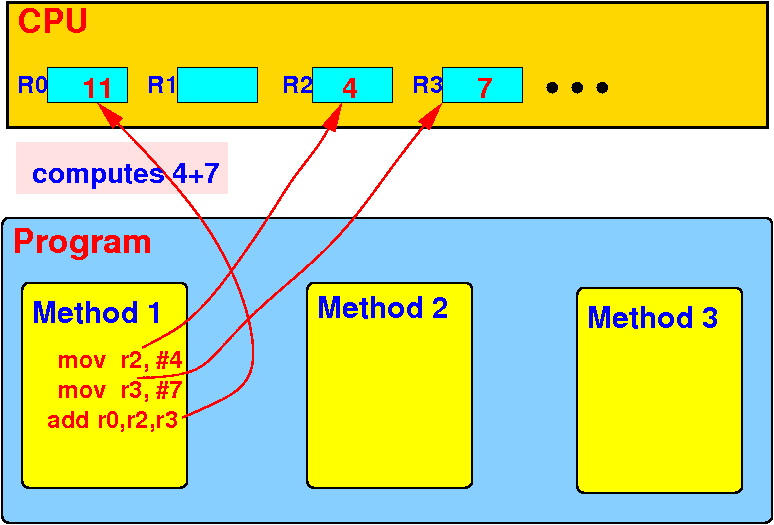 CPU
R0 11 R1 R2 4 R3 7 • • •
computes 4+7
Program
Method 1
mov r2, #4
mov r3, #7
add r0,r2,r3
Method 2
Method 3